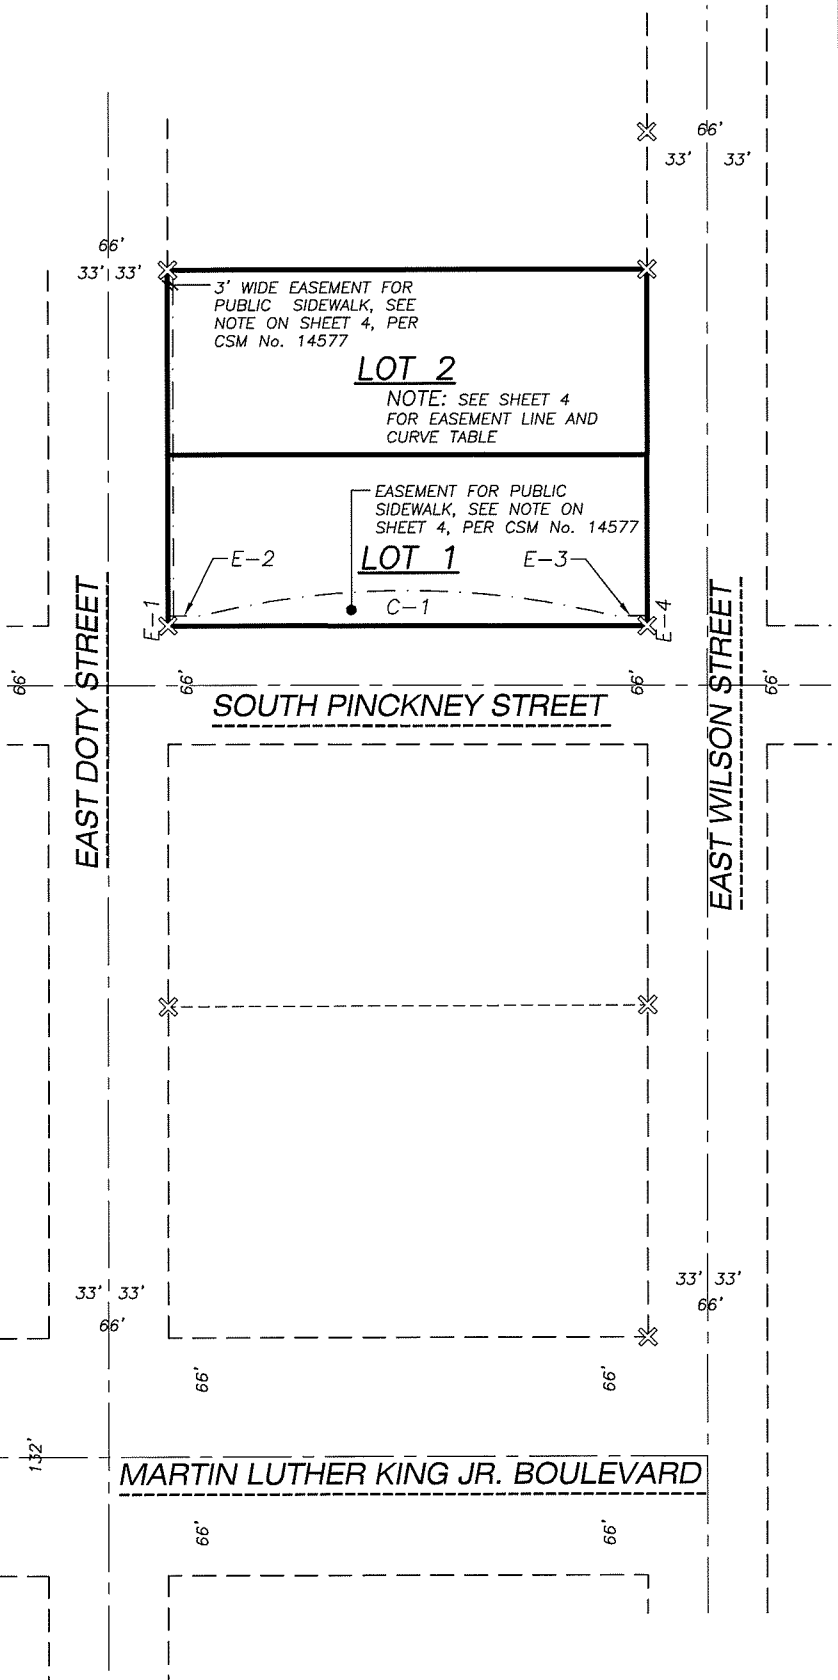 66'
33' 33'
66'
33' 33'
3' WIDE EASEMENT FOR
PUBLIC SIDEWALK, SEE
NOTE ON SHEET 4, PER
CSM No. 14577
LOT 2
NOTE: SEE SHEET 4
FOR EASEMENT LINE AND
CURVE TABLE
EASEMENT FOR PUBLIC
SIDEWALK, SEE NOTE ON
SHEET 4, PER CSM No. 14577
LOT 1
E-2
E-3
C-1
E-1
E-4
66'
66'
66'
66'
SOUTH PINCKNEY STREET
EAST DOTY STREET
EAST WILSON STREET
33' 33'
66'
33' 33'
66'
66'
66'
132'
MARTIN LUTHER KING JR. BOULEVARD
66'
66'